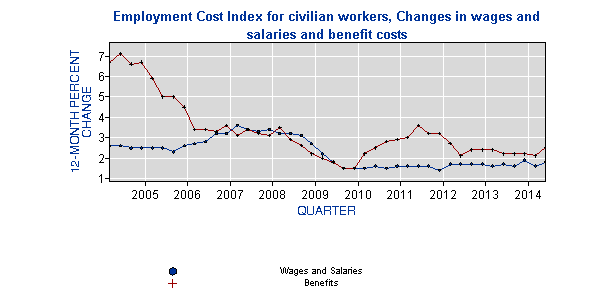 Employment Cost Index for civilian workers, Changes in wages and
salaries and benefit costs
12-MONTH PERCENT
CHANGE
7
6
5
4
3
2
1
2005 2006 2007 2008 2009 2010 2011 2012 2013 2014
QUARTER
Wages and Salaries
Benefits